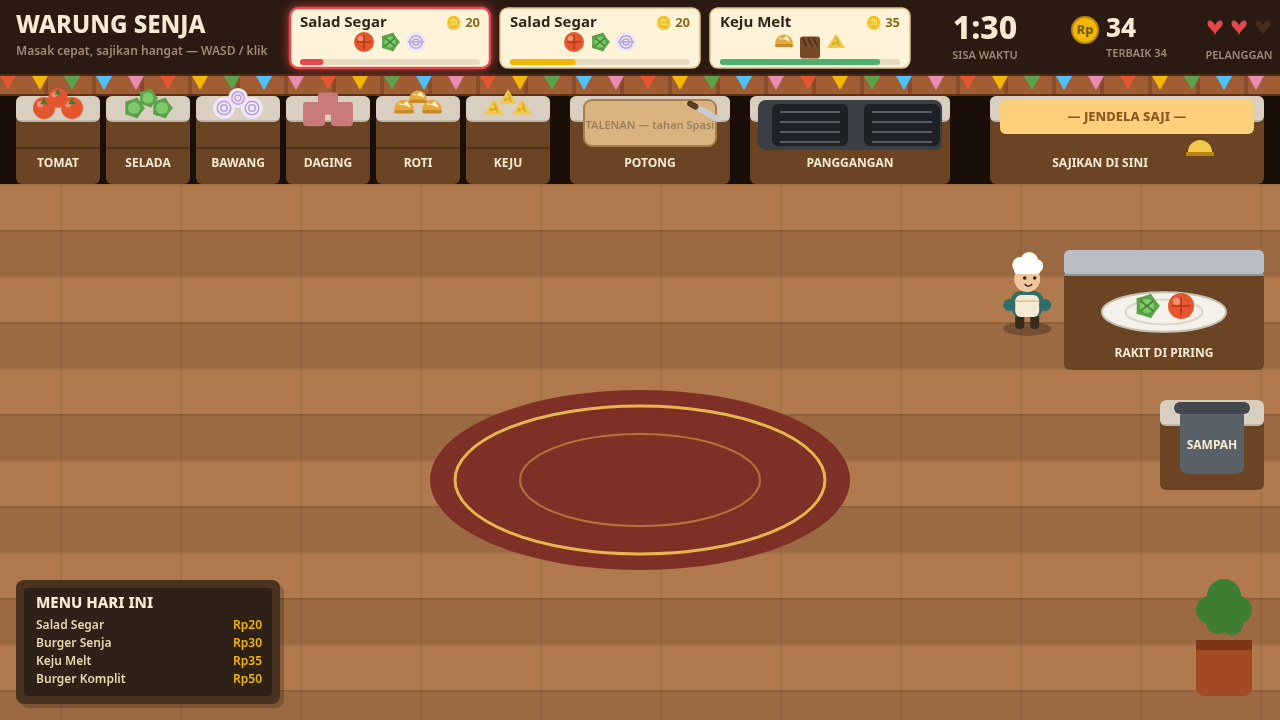 WARUNG SENJA
Masak cepat, sajikan hangat — WASD / klik
Salad Segar 20
Salad Segar 20
Keju Melt 35
1:30
SISA WAKTU
Rp 34
TERBAIK 34
PELANGGAN
TOMAT
SELADA
BAWANG
DAGING
ROTI
KEJU
TALENAN — tahan Spasi
POTONG
PANGGANGAN
— JENDELA SAJI —
SAJIKAN DI SINI
RAKIT DI PIRING
SAMPAH
MENU HARI INI
Salad Segar Rp20
Burger Senja Rp30
Keju Melt Rp35
Burger Komplit Rp50